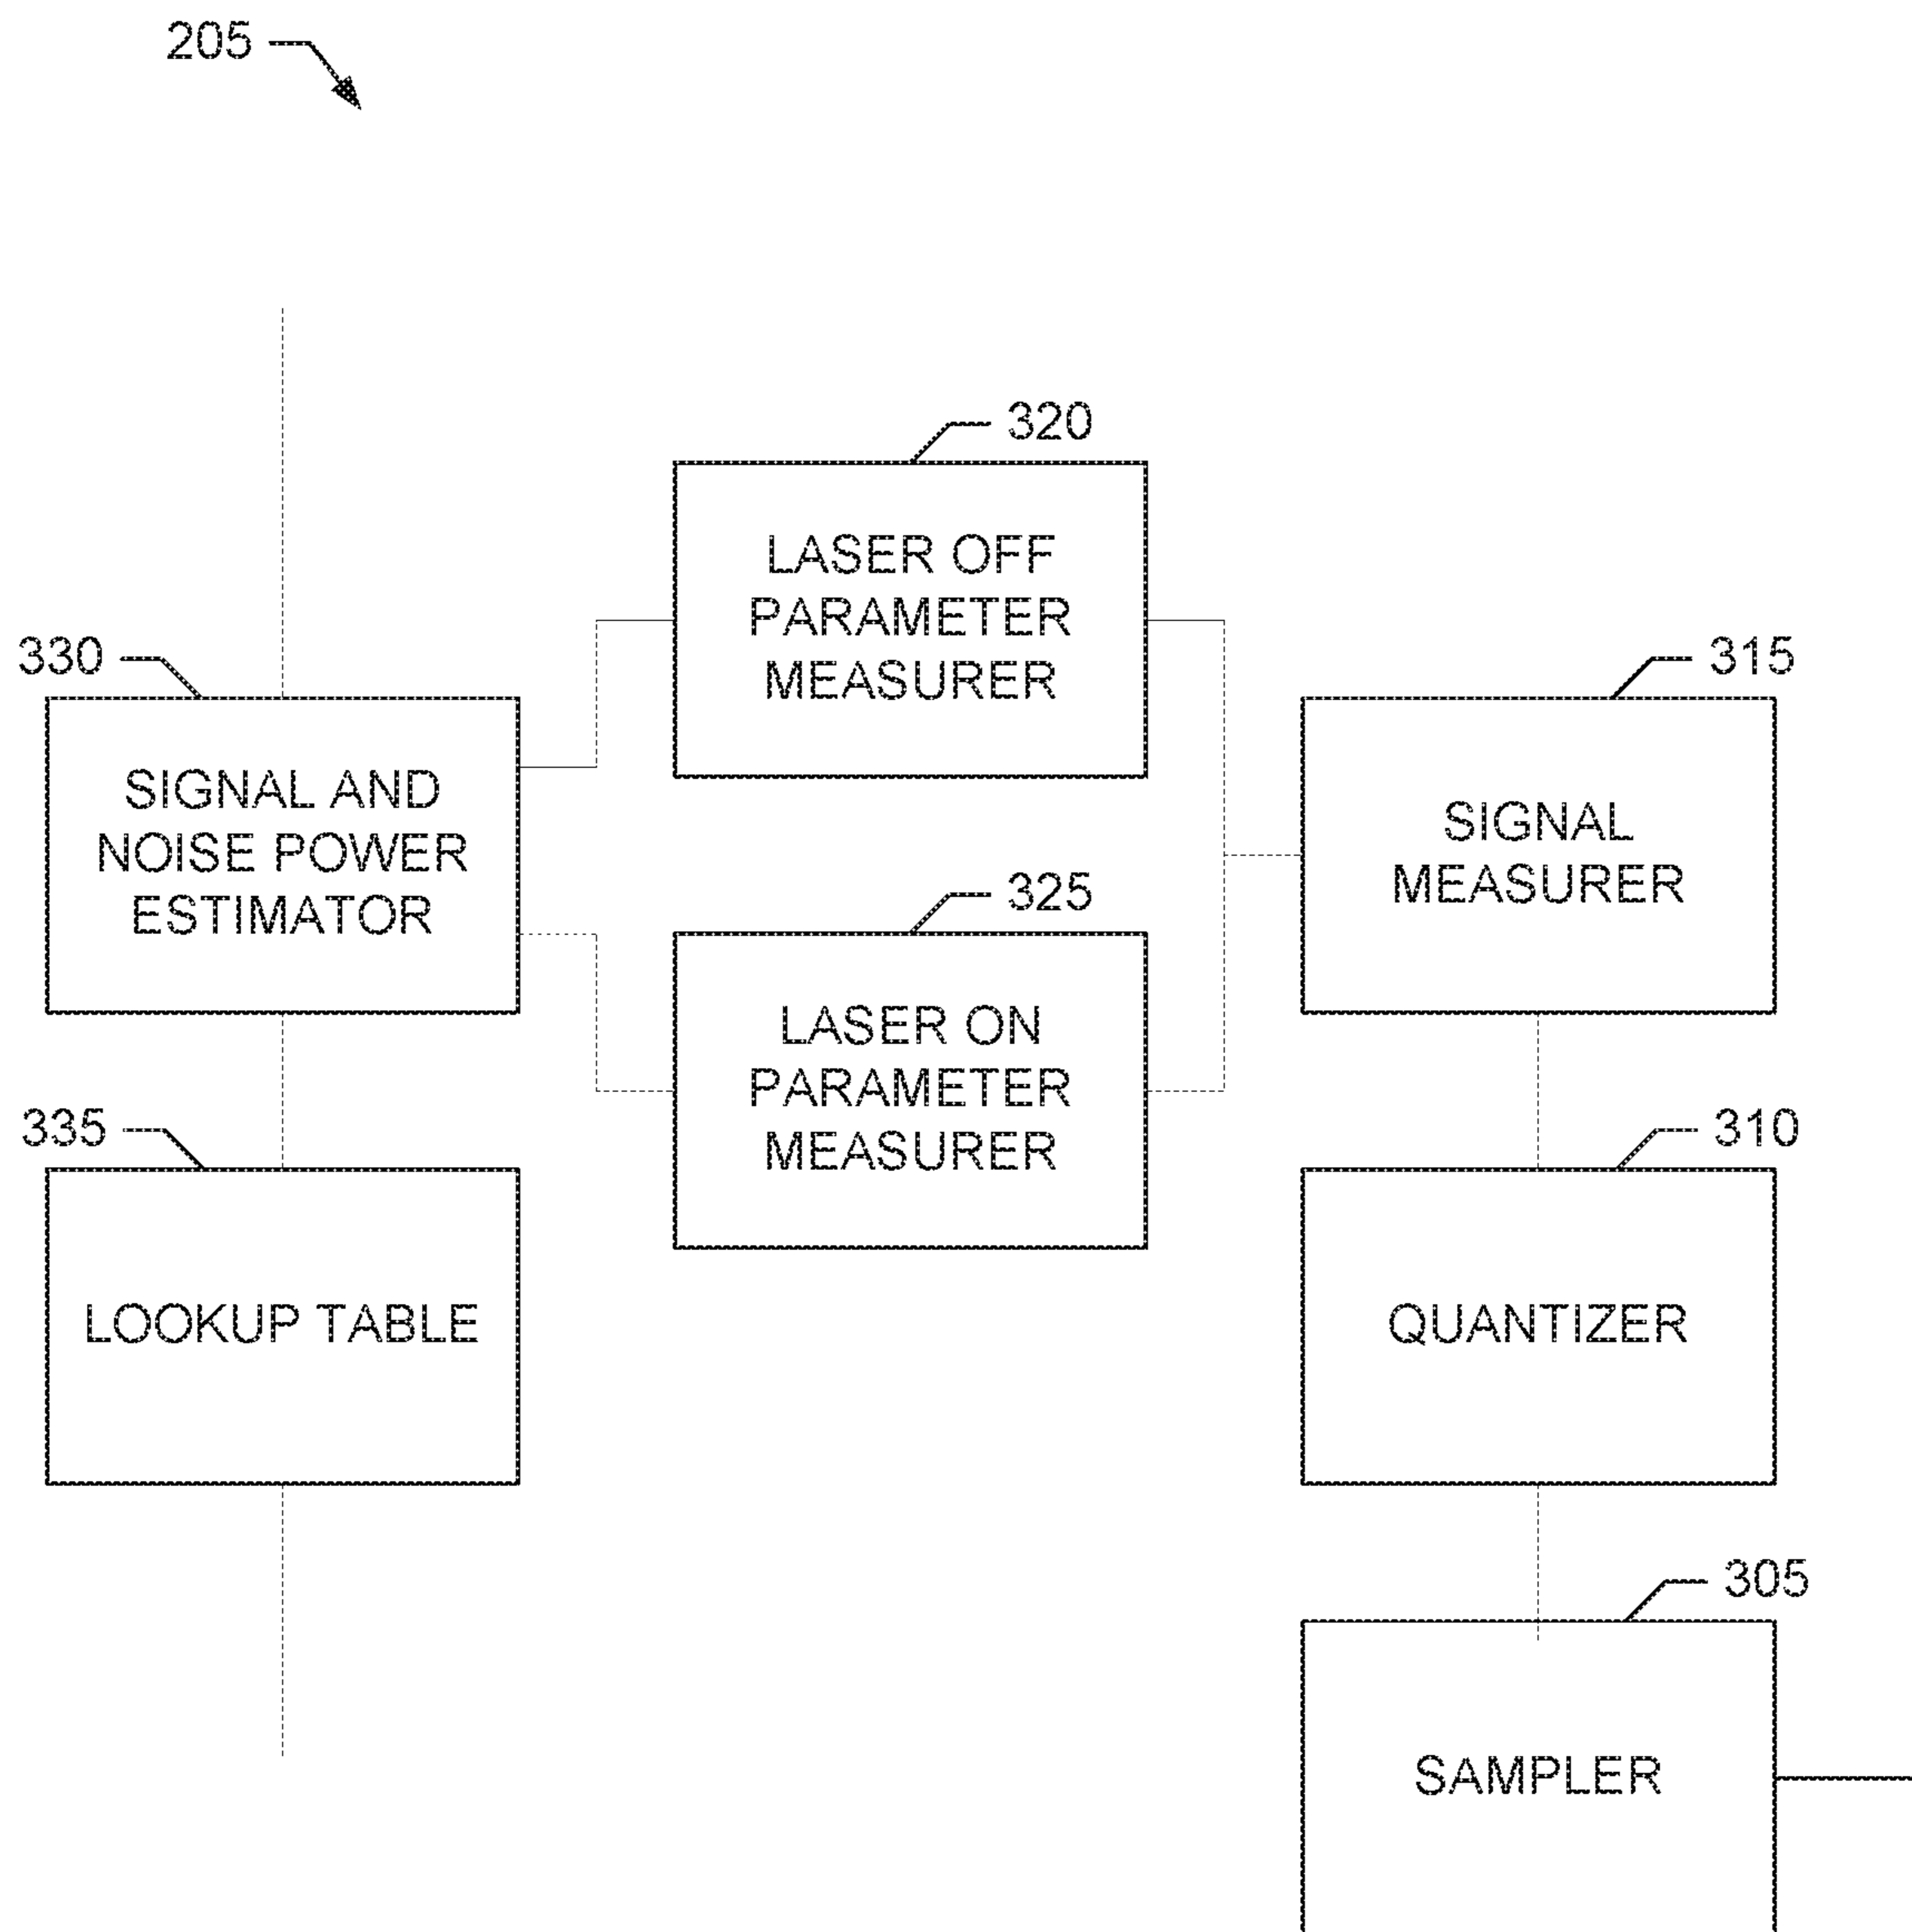 205
320
LASER OFF
PARAMETER
MEASURER
330
SIGNAL AND
NOISE POWER
ESTIMATOR
315
SIGNAL
MEASURER
325
LASER ON
PARAMETER
MEASURER
335
LOOKUP TABLE
310
QUANTIZER
305
SAMPLER